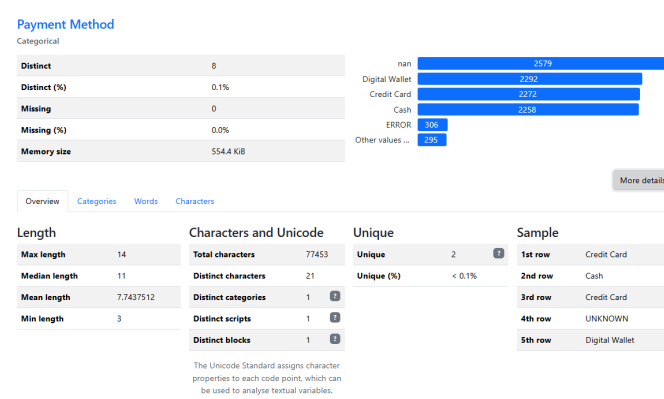 Payment Method
Categorical
Distinct 8
Distinct (%) 0.1%
Missing 0
Missing (%) 0.0%
Memory size 554.4 KiB
nan 2579
Digital Wallet 2292
Credit Card 2272
Cash 2258
ERROR 306
Other values ... 295
More details
Overview Categories Words Characters
Length
Max length 14
Median length 11
Mean length 7.7437512
Min length 3
Characters and Unicode
Total characters 77453
Distinct characters 21
Distinct categories 1 ?
Distinct scripts 1 ?
Distinct blocks 1 ?
The Unicode Standard assigns character
properties to each code point, which can
be used to analyse textual variables.
Unique
Unique 2 ?
Unique (%) < 0.1%
Sample
1st row Credit Card
2nd row Cash
3rd row Credit Card
4th row UNKNOWN
5th row Digital Wallet